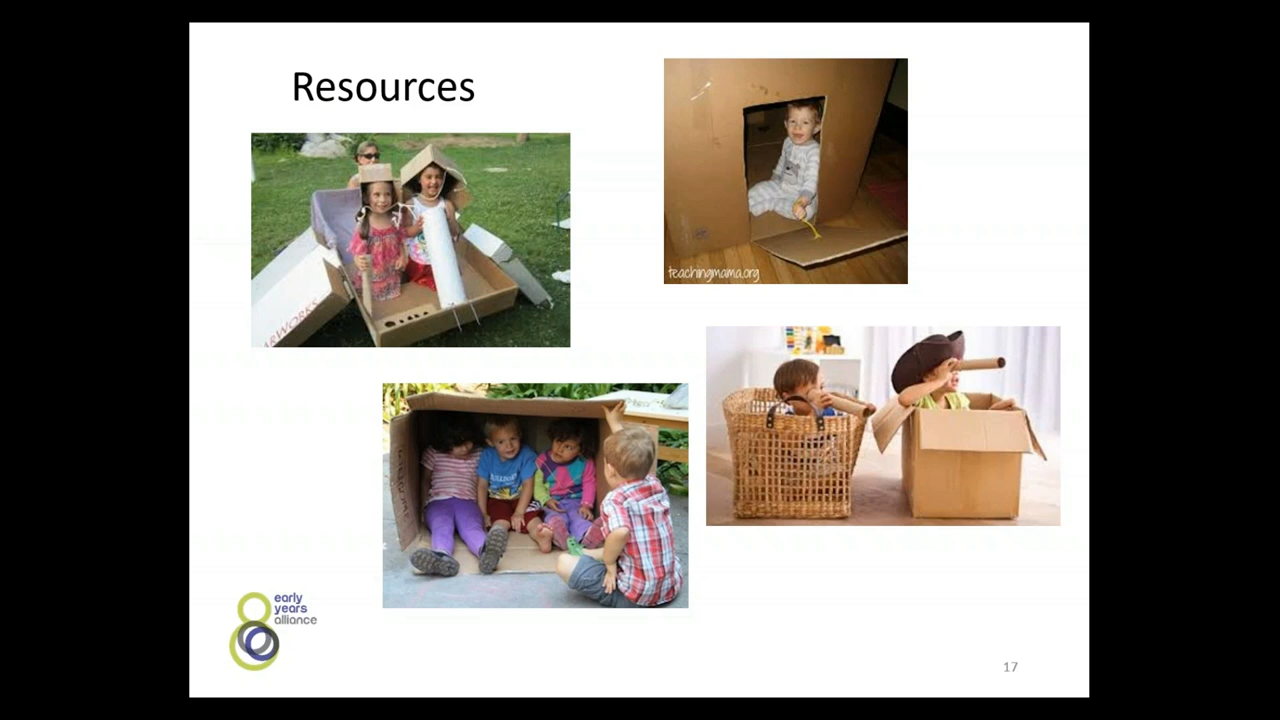 Resources
teachingmama.org
early
years
alliance
17